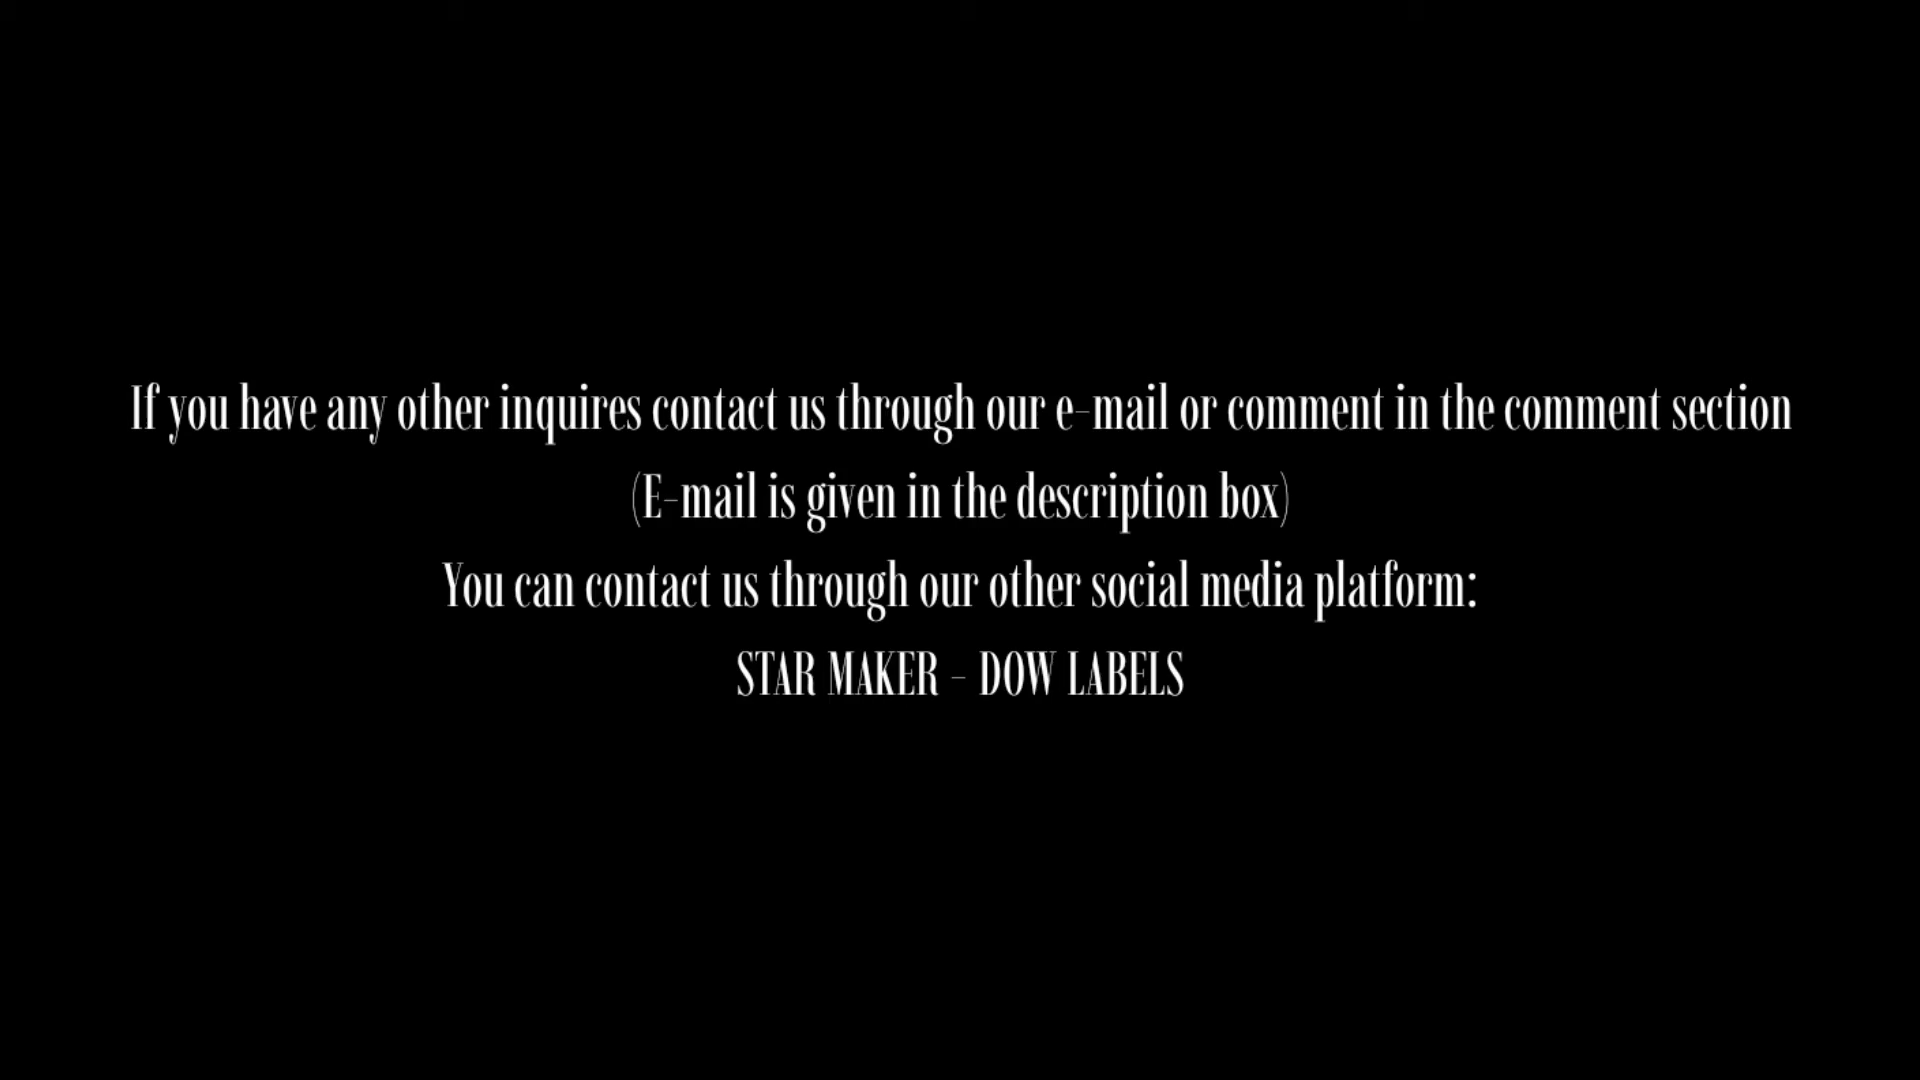 If you have any other inquires contact us through our e-mail or comment in the comment section
(E-mail is given in the description box)
You can contact us through our other social media platform:
STAR MAKER - DOW LABELS